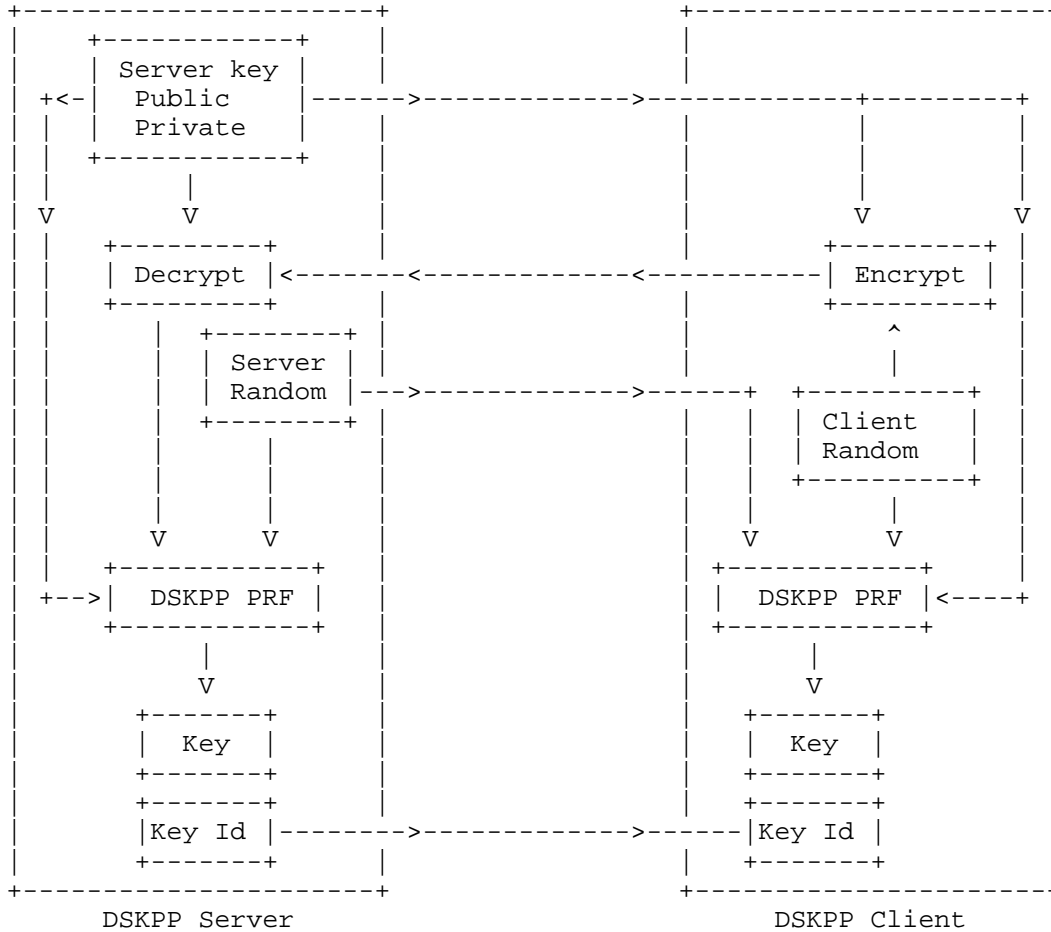 Server key
Public
Private
Decrypt
Encrypt
Server
Random
Client
Random
DSKPP PRF
DSKPP PRF
Key
Key
Key Id
Key Id
DSKPP Server
DSKPP Client